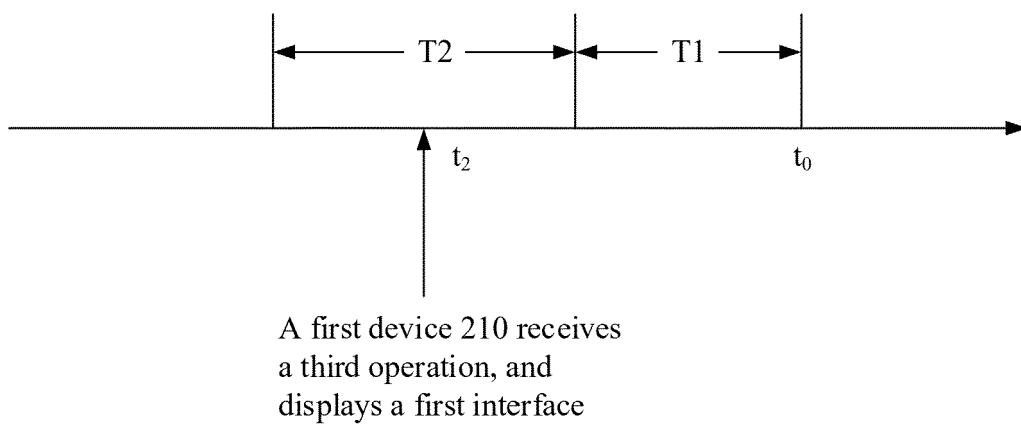 T2
T1
t₂
t₀
A first device 210 receives
a third operation, and
displays a first interface